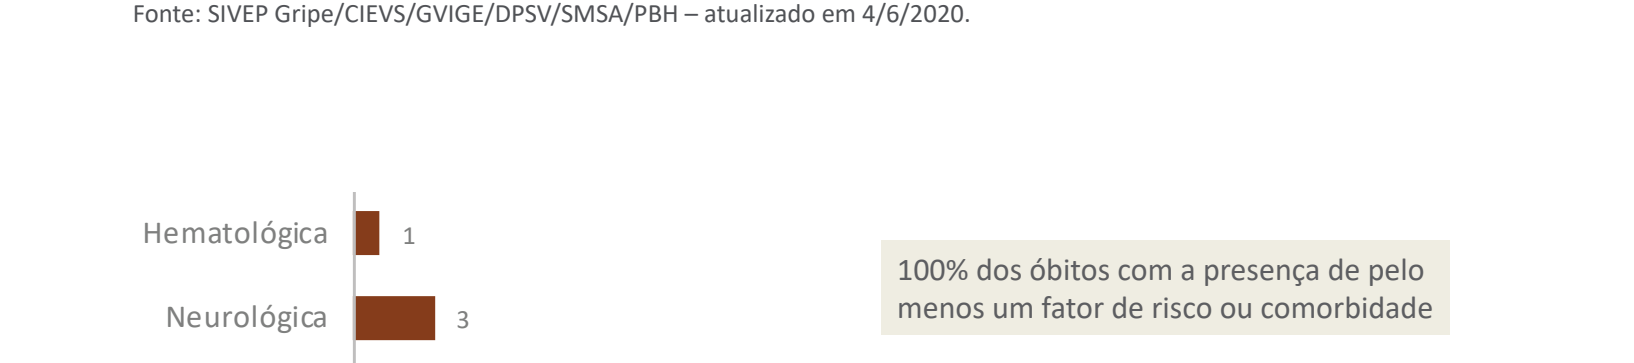 Fonte: SIVEP Gripe/CIEVS/GVIGE/DPSV/SMSA/PBH – atualizado em 4/6/2020.
Hematológica 1
100% dos óbitos com a presença de pelo
menos um fator de risco ou comorbidade
Neurológica 3